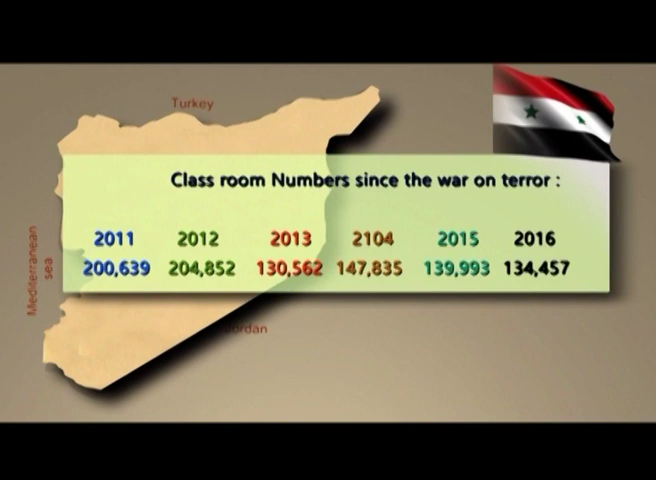 Turkey
Class room Numbers since the war on terror :
2011 2012 2013 2104 2015 2016
200,639 204,852 130,562 147,835 139,993 134,457
Mediterranean
sea
Jordan